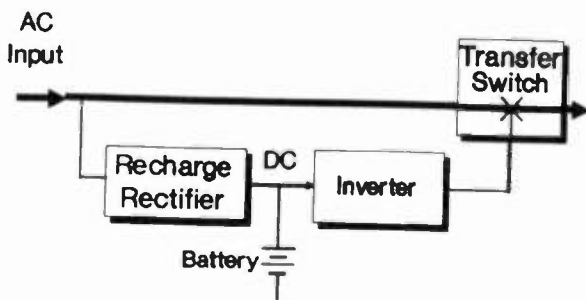 AC
Input
Transfer
Switch
Recharge
Rectifier
DC
Inverter
Battery